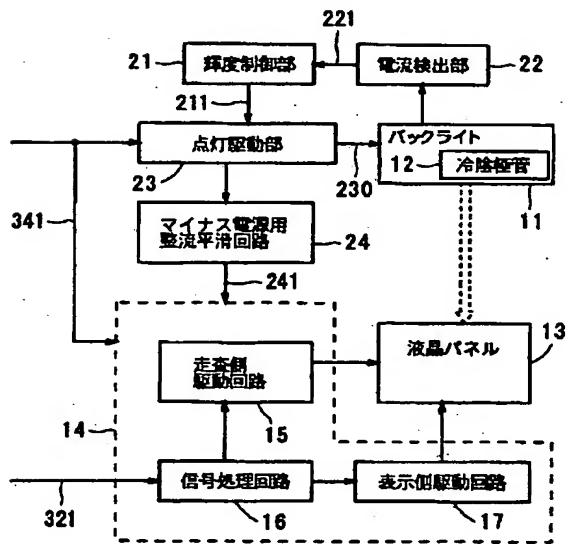 221
21
輝度制御部
電流検出部
22
211
点灯駆動部
バックライト
12
冷陰極管
23
230
11
341
マイナス電源用
整流平滑回路
24
241
13
液晶パネル
走査側
駆動回路
14
15
信号処理回路
表示側駆動回路
321
16
17